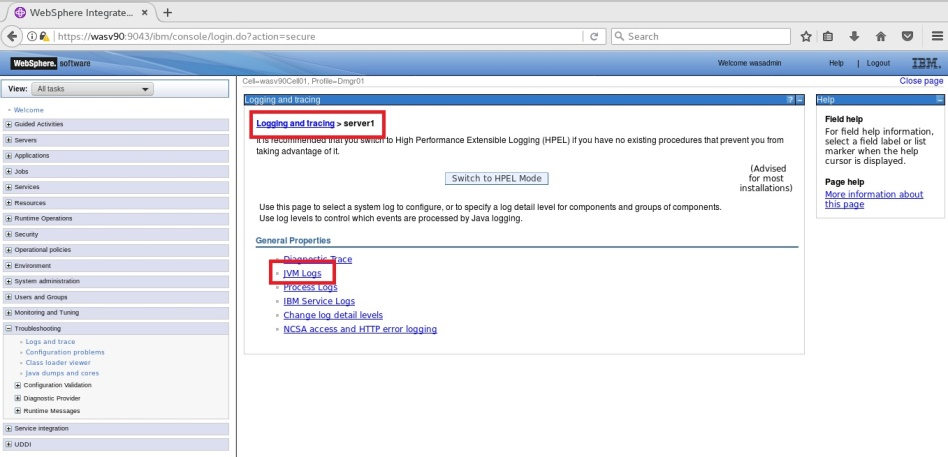 WebSphere Integrate...
https://wasv90:9043/ibm/console/login.do?action=secure
Search
WebSphere. software
Welcome wasadmin
Help | Logout
IBM.
View: All tasks
Welcome
Guided Activities
Servers
Applications
Jobs
Services
Resources
Runtime Operations
Security
Operational policies
Environment
System administration
Users and Groups
Monitoring and Tuning
Troubleshooting
Logs and trace
Configuration problems
Class loader viewer
Java dumps and cores
Configuration Validation
Diagnostic Provider
Runtime Messages
Service integration
UDDI
Cell=wasv90Cell01, Profile=Dmgr01
Close page
Logging and tracing
Logging and tracing > server1
It is recommended that you switch to High Performance Extensible Logging (HPEL) if you have no existing procedures that prevent you from
taking advantage of it.
Switch to HPEL Mode
(Advised
for most
installations)
Use this page to select a system log to configure, or to specify a log detail level for components and groups of components.
Use log levels to control which events are processed by Java logging.
General Properties
Diagnostic Trace
JVM Logs
Process Logs
IBM Service Logs
Change log detail levels
NCSA access and HTTP error logging
Help
Field help
For field help information,
select a field label or list
marker when the help
cursor is displayed.
Page help
More information about
this page